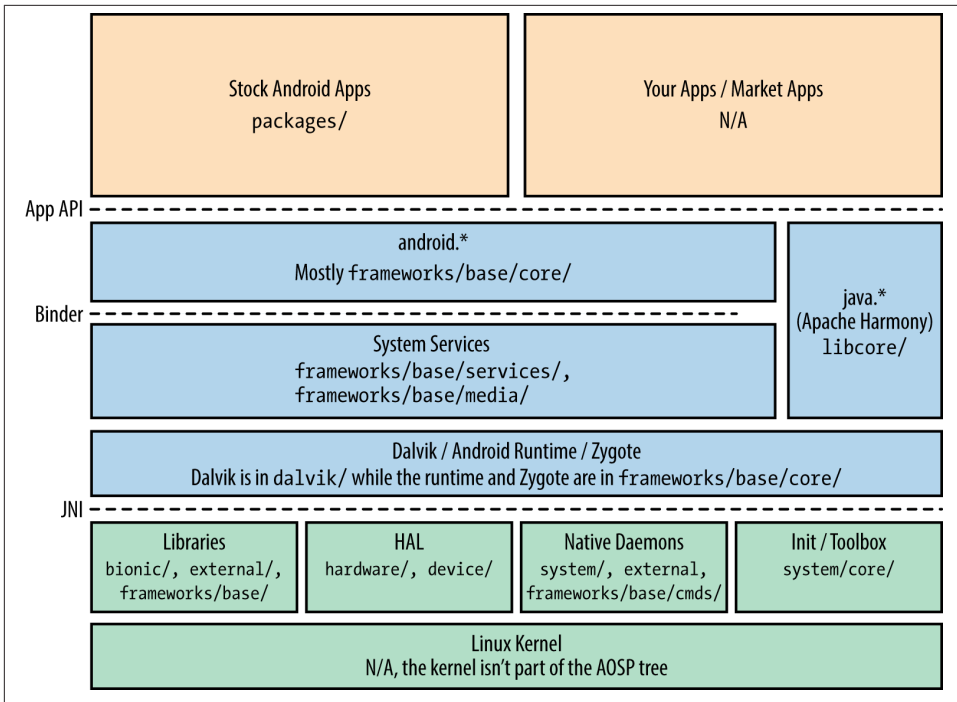 Stock Android Apps
packages/
Your Apps / Market Apps
N/A
App API
android.*
Mostly frameworks/base/core/
java.*
(Apache Harmony)
libcore/
Binder
System Services
frameworks/base/services/,
frameworks/base/media/
Dalvik / Android Runtime / Zygote
Dalvik is in dalvik/ while the runtime and Zygote are in frameworks/base/core/
JNI
Libraries
bionic/, external/,
frameworks/base/
HAL
hardware/, device/
Native Daemons
system/, external,
frameworks/base/cmds/
Init / Toolbox
system/core/
Linux Kernel
N/A, the kernel isn’t part of the AOSP tree